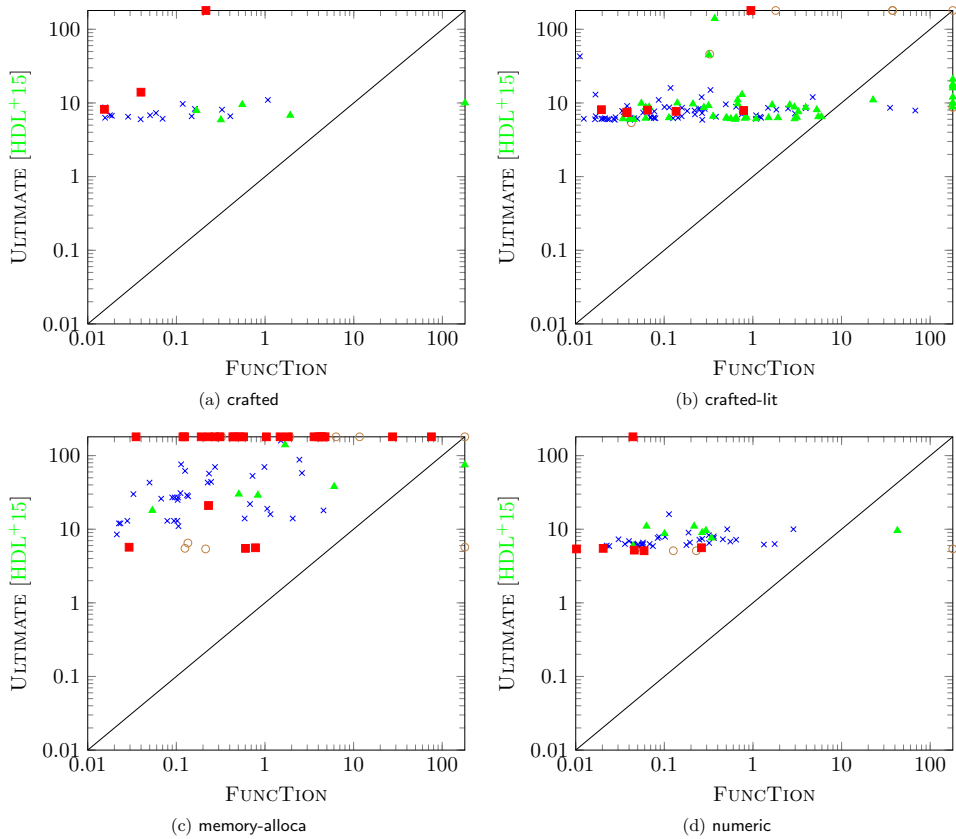 100
10
1
0.1
0.01
0.01 0.1 1 10 100
ULTIMATE [HDL+15]
FUNCTION
(a) crafted
100
10
1
0.1
0.01
0.01 0.1 1 10 100
ULTIMATE [HDL+15]
FUNCTION
(b) crafted-lit
100
10
1
0.1
0.01
0.01 0.1 1 10 100
ULTIMATE [HDL+15]
FUNCTION
(c) memory-alloca
100
10
1
0.1
0.01
0.01 0.1 1 10 100
ULTIMATE [HDL+15]
FUNCTION
(d) numeric